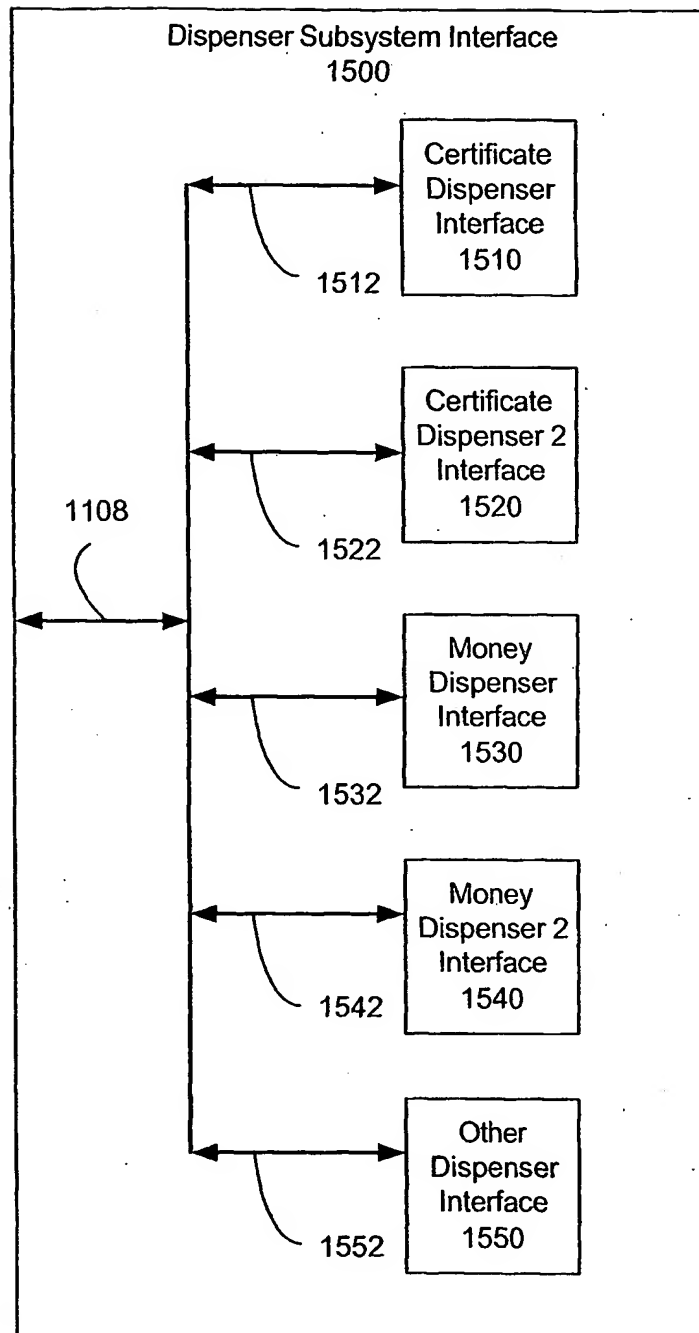 Dispenser Subsystem Interface
1500
Certificate
Dispenser
Interface
1510
1512
Certificate
Dispenser 2
Interface
1520
1522
1108
Money
Dispenser
Interface
1530
1532
Money
Dispenser 2
Interface
1540
1542
Other
Dispenser
Interface
1550
1552